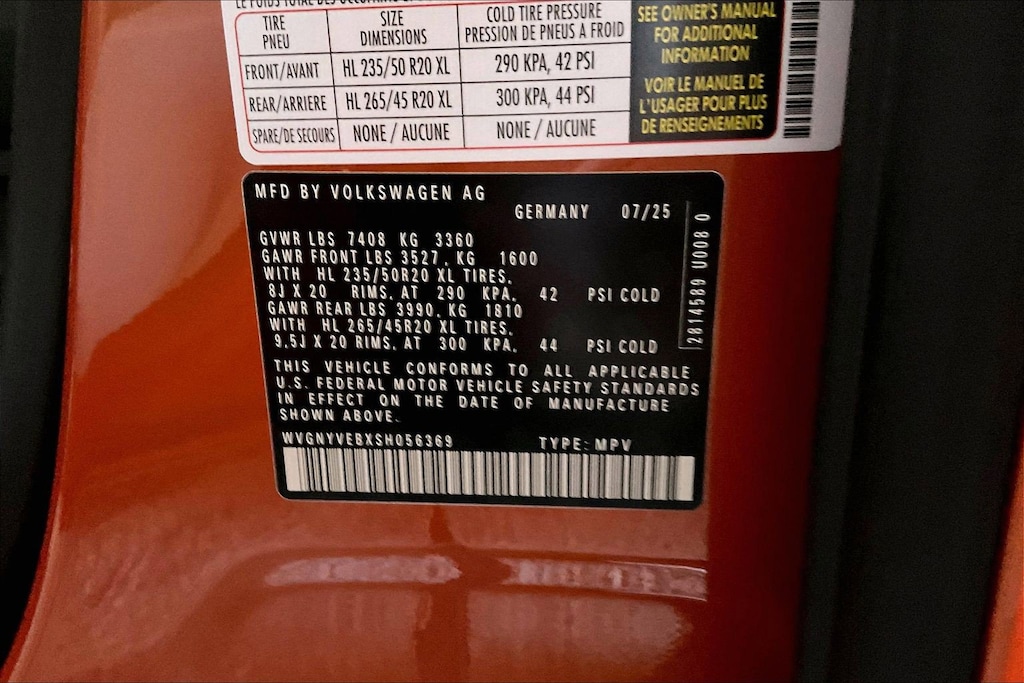 LE POIDS TOTAL DES OCCUPANTS
TIRE PNEU
SIZE DIMENSIONS
COLD TIRE PRESSURE PRESSION DE PNEUS A FROID
FRONT/AVANT HL 235/50 R20 XL 290 KPA, 42 PSI
REAR/ARRIERE HL 265/45 R20 XL 300 KPA, 44 PSI
SPARE/DE SECOURS NONE / AUCUNE NONE / AUCUNE
SEE OWNER'S MANUAL
FOR ADDITIONAL
INFORMATION
VOIR LE MANUEL DE
L'USAGER POUR PLUS
DE RENSEIGNEMENTS
MFD BY VOLKSWAGEN AG
GERMANY 07/25
GVWR LBS 7408 KG 3360
GAWR FRONT LBS 3527, KG 1600
WITH HL 235/50R20 XL TIRES,
8J X 20 RIMS, AT 290 KPA, 42 PSI COLD
GAWR REAR LBS 3990, KG 1810
WITH HL 265/45R20 XL TIRES,
9.5J X 20 RIMS, AT 300 KPA, 44 PSI COLD
THIS VEHICLE CONFORMS TO ALL APPLICABLE
U.S. FEDERAL MOTOR VEHICLE SAFETY STANDARDS
IN EFFECT ON THE DATE OF MANUFACTURE
SHOWN ABOVE.
WVGNYVEBXSH056369 TYPE: MPV
2814589 U008 0